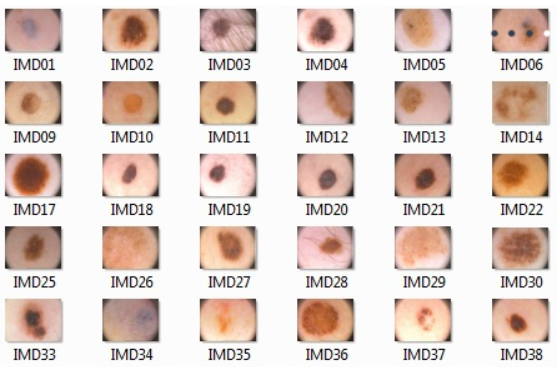 IMD01 IMD02 IMD03 IMD04 IMD05 IMD06
IMD09 IMD10 IMD11 IMD12 IMD13 IMD14
IMD17 IMD18 IMD19 IMD20 IMD21 IMD22
IMD25 IMD26 IMD27 IMD28 IMD29 IMD30
IMD33 IMD34 IMD35 IMD36 IMD37 IMD38